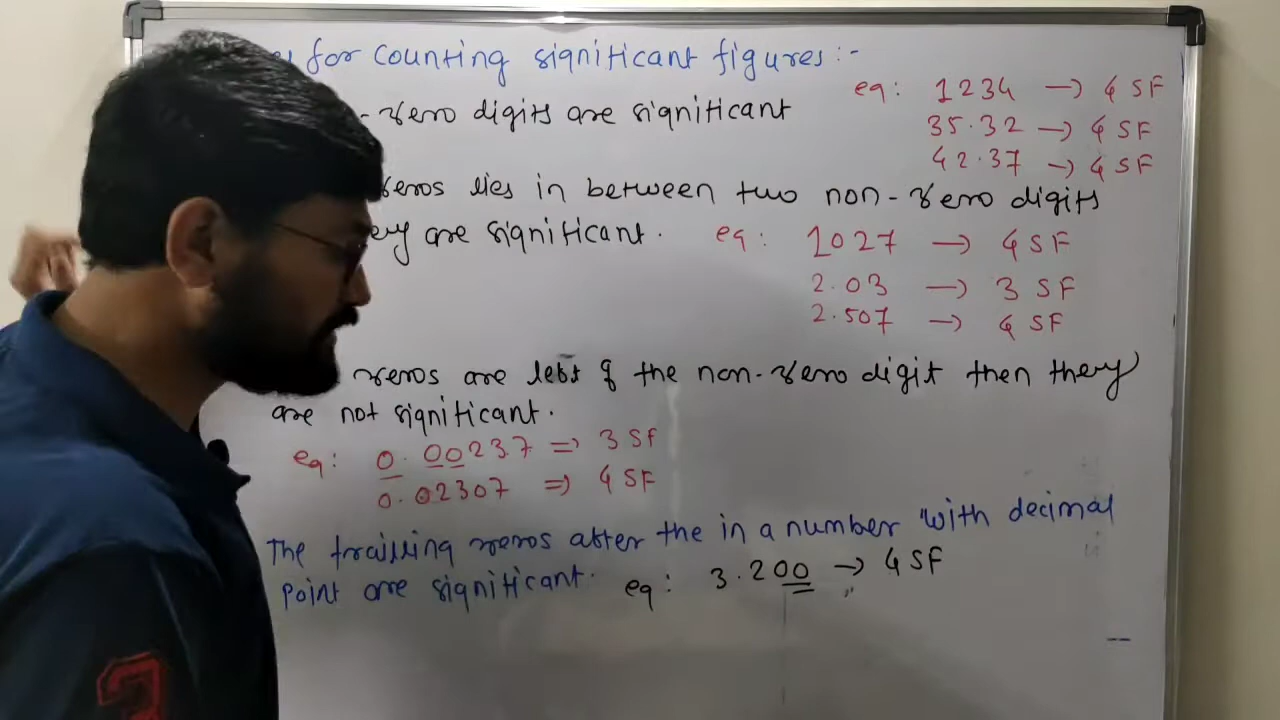 for counting significant figures :-
eg: 1234 → 4 SF
- zero digits are significant
35.32 → 4 SF
42.37 → 4 SF
zeros lies in between two non-zero digits
ey are significant. eg: 1027 → 4 SF
2.03 → 3 SF
2.507 → 4 SF
zeros are left of the non-zero digit then they
are not significant.
eg: 0.00237 => 3 SF
0.02307 => 4 SF
The trailling zeros after the in a number with decimal
point are significant. eg: 3.200 → 4 SF